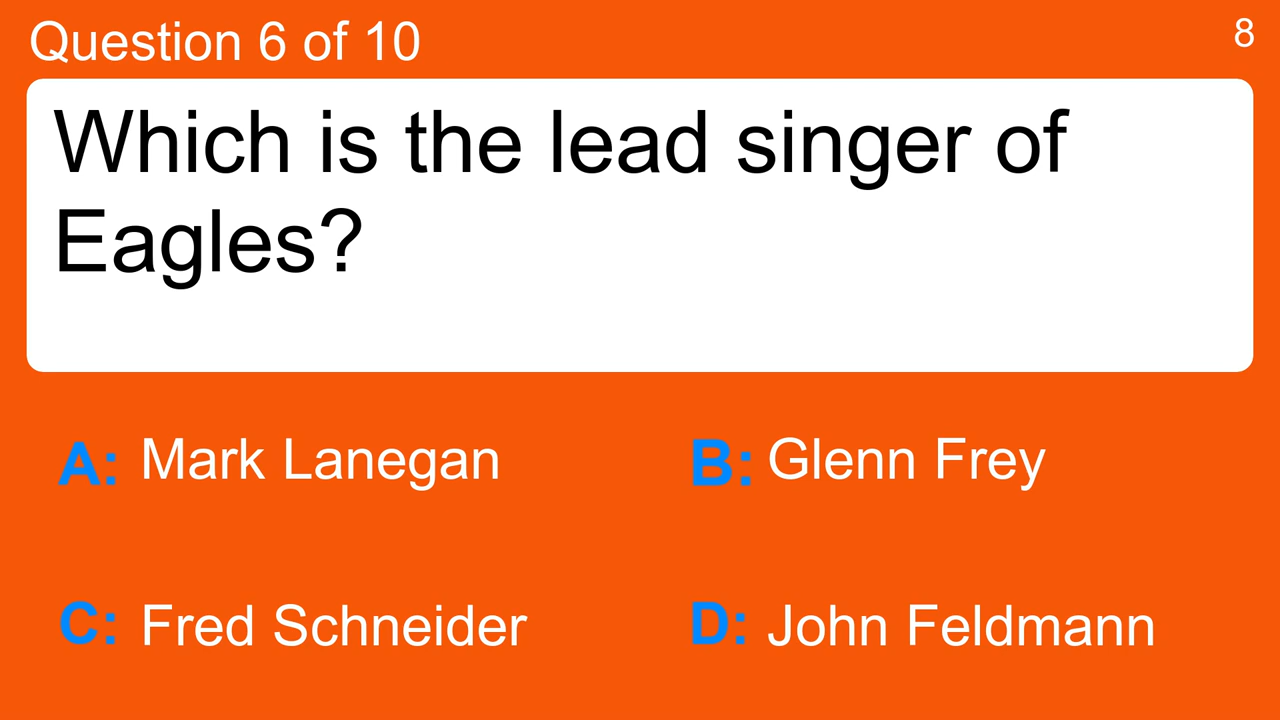 Question 6 of 10
8
Which is the lead singer of
Eagles?
A: Mark Lanegan
B: Glenn Frey
C: Fred Schneider
D: John Feldmann